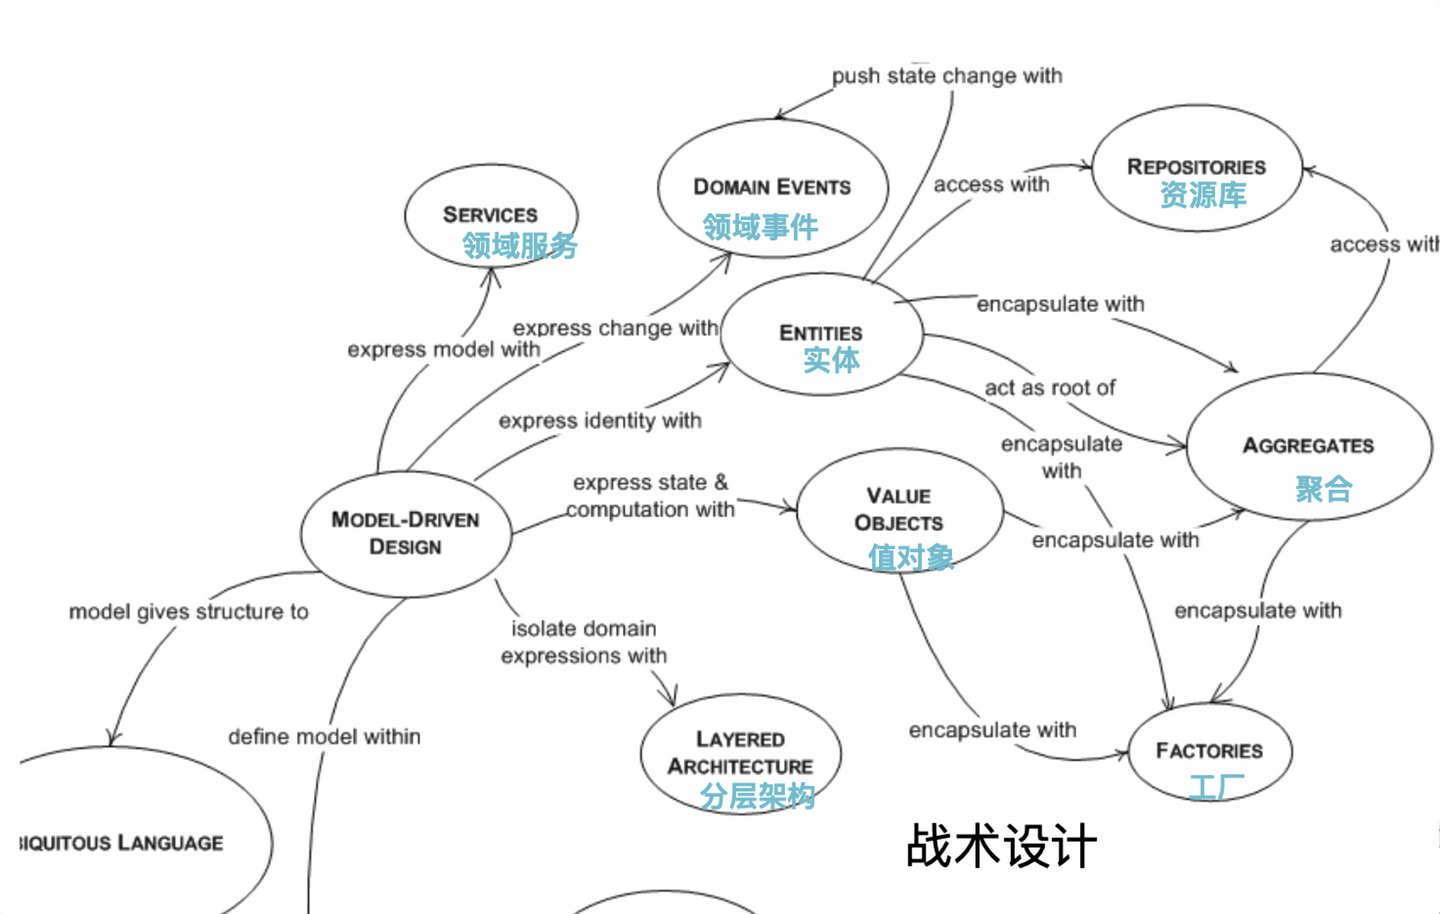 push state change with
DOMAIN EVENTS
领域事件
REPOSITORIES
资源库
access with
SERVICES
领域服务
access with
express change with
express model with
ENTITIES
实体
encapsulate with
act as root of
express identity with
encapsulate
with
AGGREGATES
聚合
express state &
computation with
VALUE
OBJECTS
值对象
MODEL-DRIVEN
DESIGN
encapsulate with
model gives structure to
isolate domain
expressions with
encapsulate with
define model within
encapsulate with
LAYERED
ARCHITECTURE
分层架构
FACTORIES
工厂
IQUITOUS LANGUAGE
战术设计